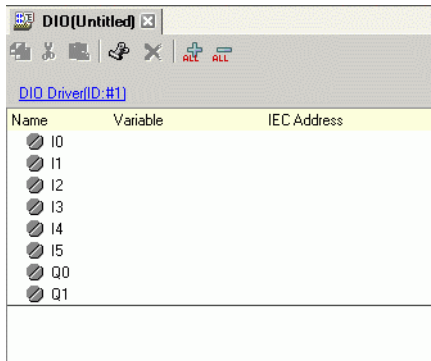 DIO(Untitled)
ALL ALL
DIO Driver(ID:#1)
Name Variable IEC Address
I0
I1
I2
I3
I4
I5
Q0
Q1